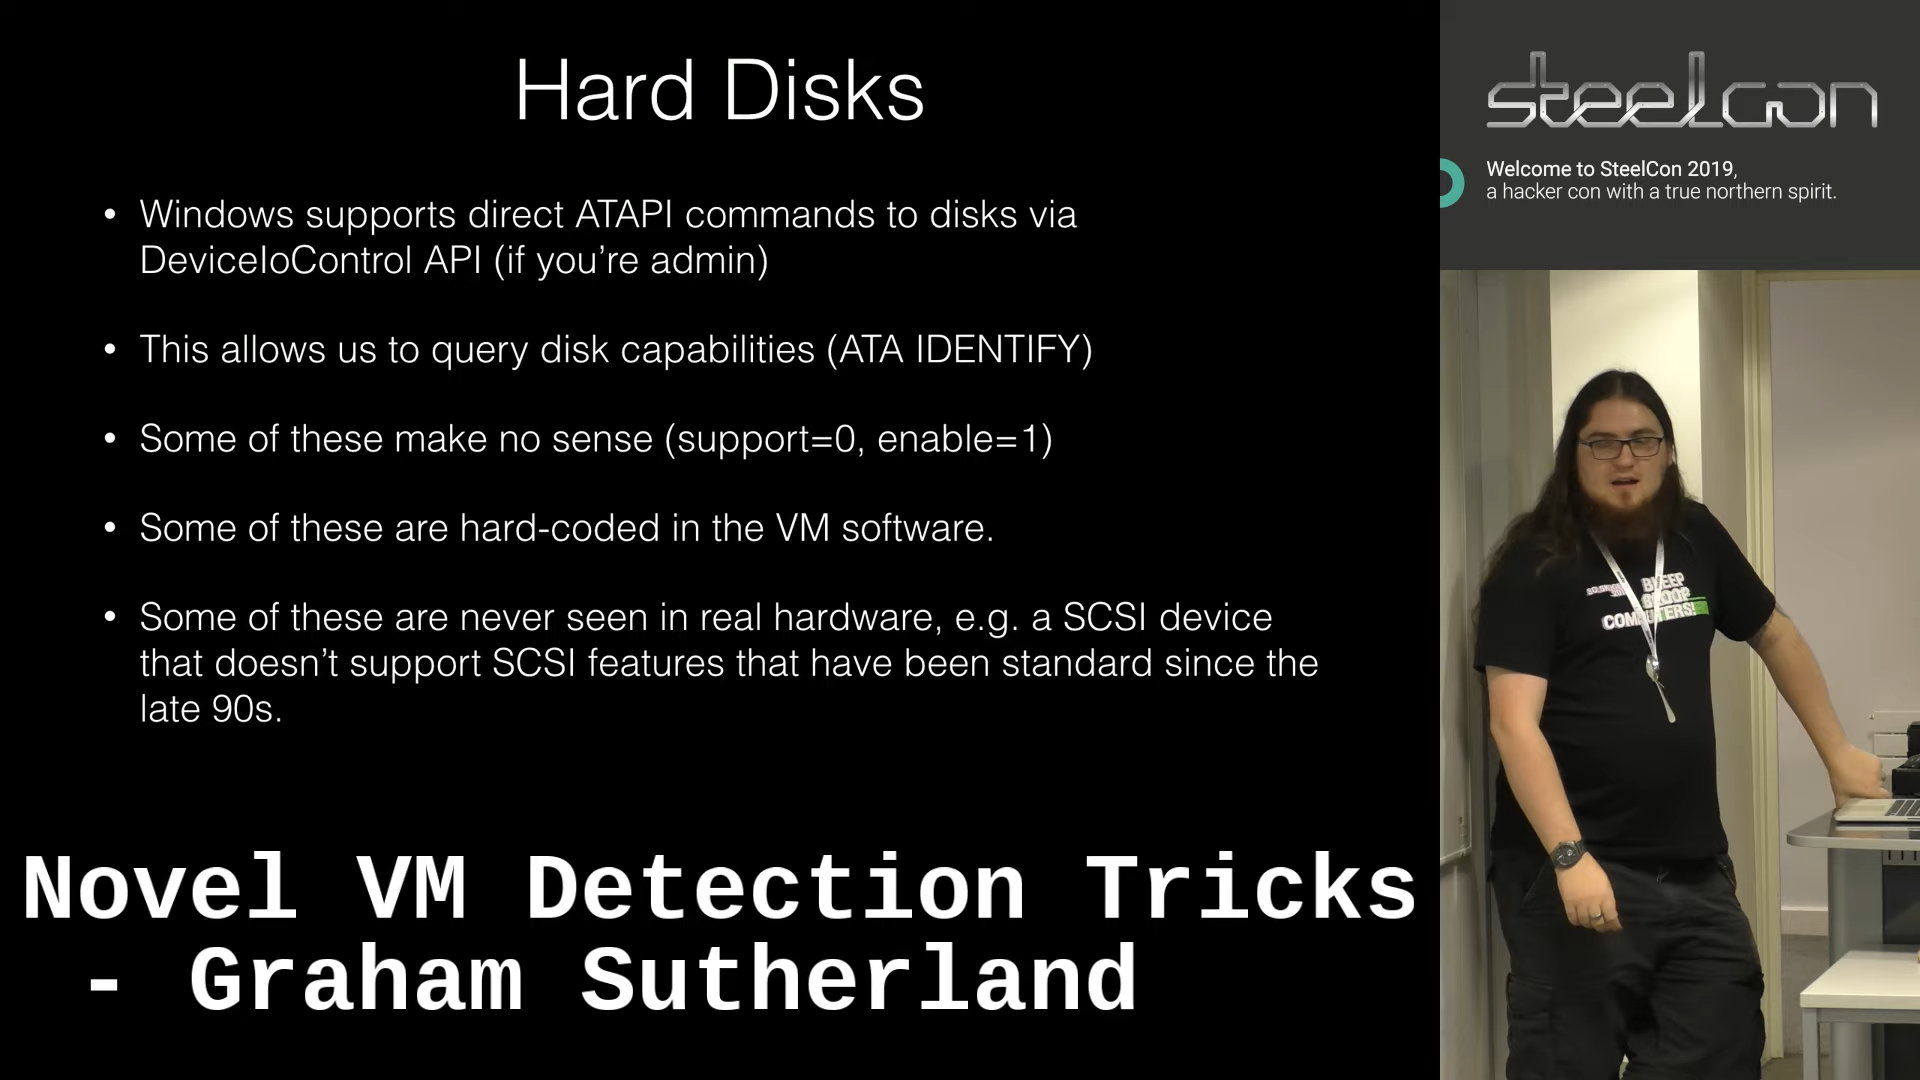 Hard Disks
• Windows supports direct ATAPI commands to disks via
DeviceIoControl API (if you're admin)
• This allows us to query disk capabilities (ATA IDENTIFY)
• Some of these make no sense (support=0, enable=1)
• Some of these are hard-coded in the VM software.
• Some of these are never seen in real hardware, e.g. a SCSI device
that doesn't support SCSI features that have been standard since the
late 90s.
Novel VM Detection Tricks
- Graham Sutherland
steelcon
Welcome to SteelCon 2019,
a hacker con with a true northern spirit.
BLEEP
BLOOP
COMPUTERS!